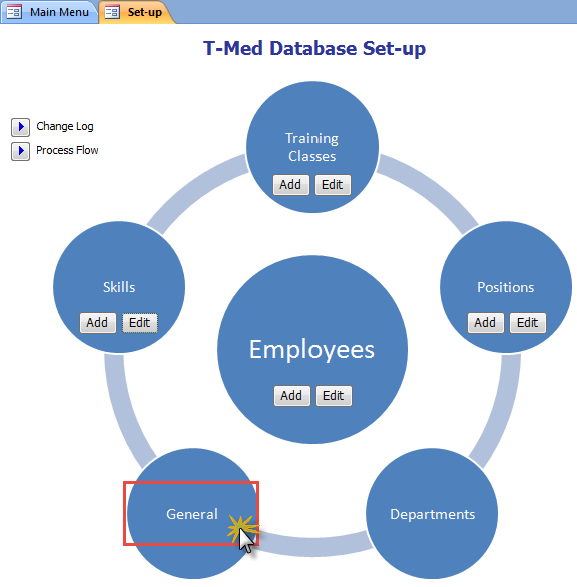 Main Menu
Set-up
T-Med Database Set-up
Change Log
Process Flow
Training
Classes
Add
Edit
Skills
Add
Edit
Positions
Add
Edit
Employees
Add
Edit
General
Departments